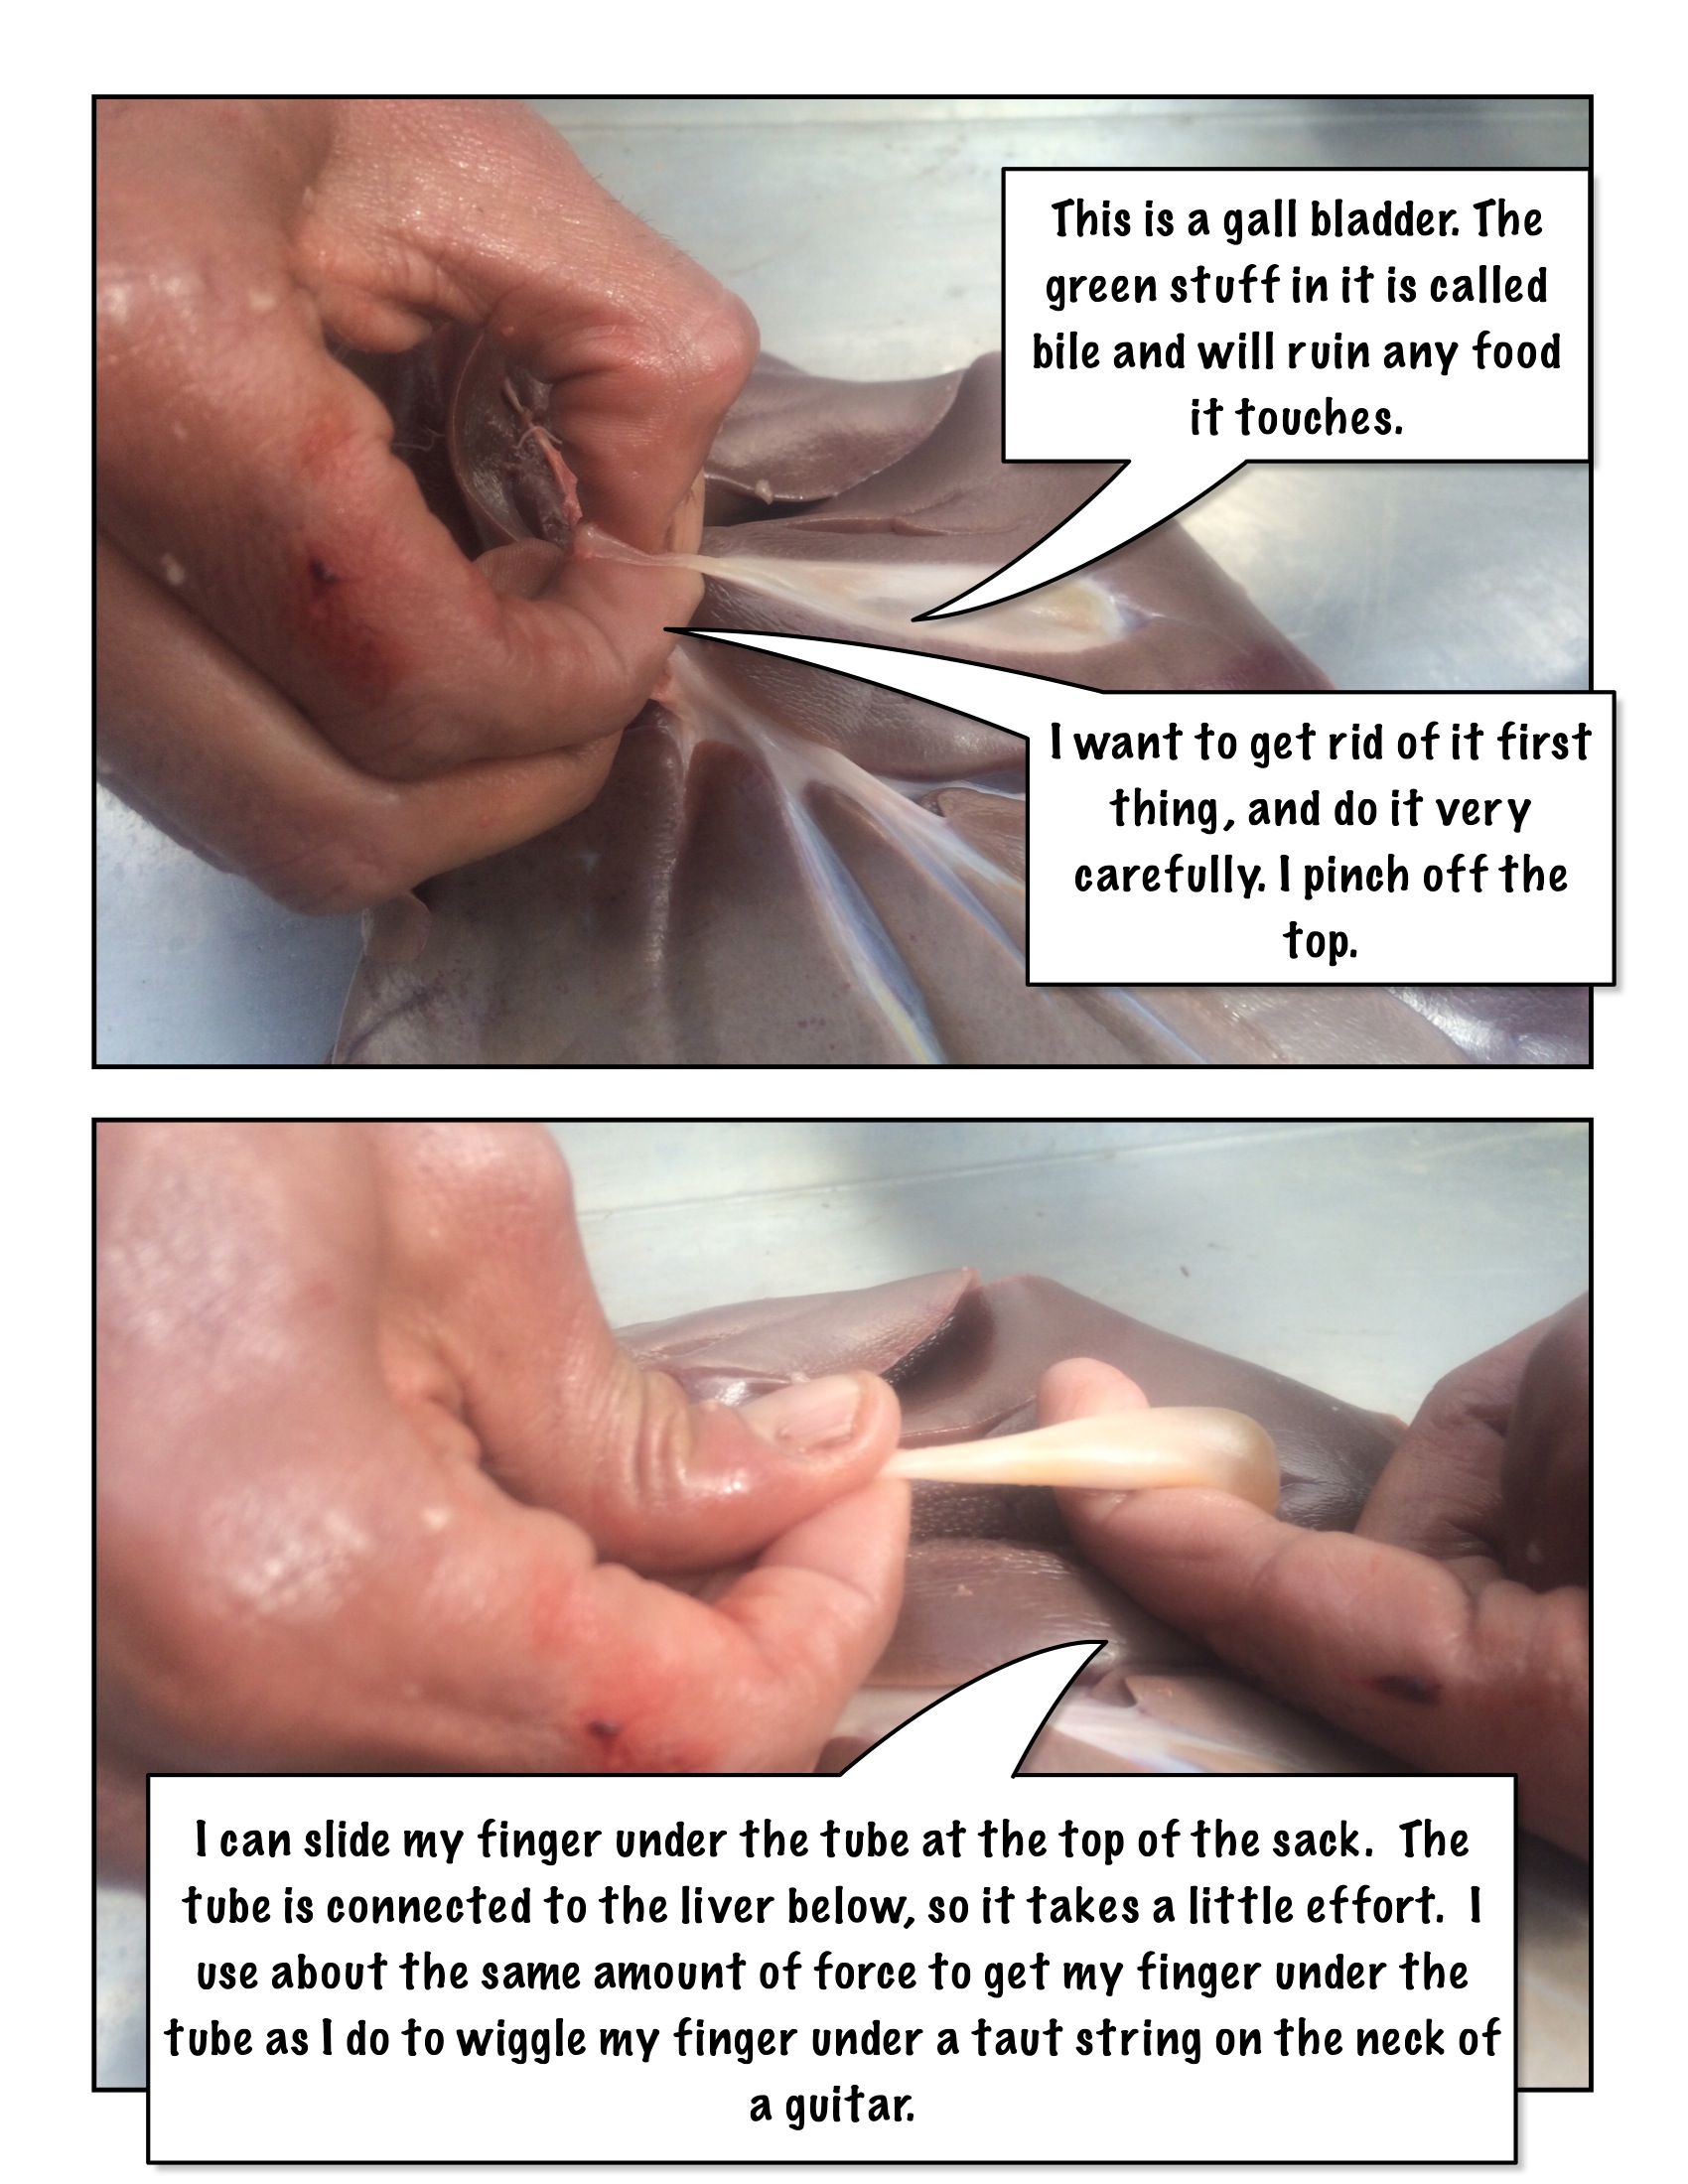 This is a gall bladder. The
green stuff in it is called
bile and will ruin any food
it touches.
I want to get rid of it first
thing, and do it very
carefully. I pinch off the
top.
I can slide my finger under the tube at the top of the sack.  The
tube is connected to the liver below, so it takes a little effort.  I
use about the same amount of force to get my finger under the
tube as I do to wiggle my finger under a taut string on the neck of
a guitar.